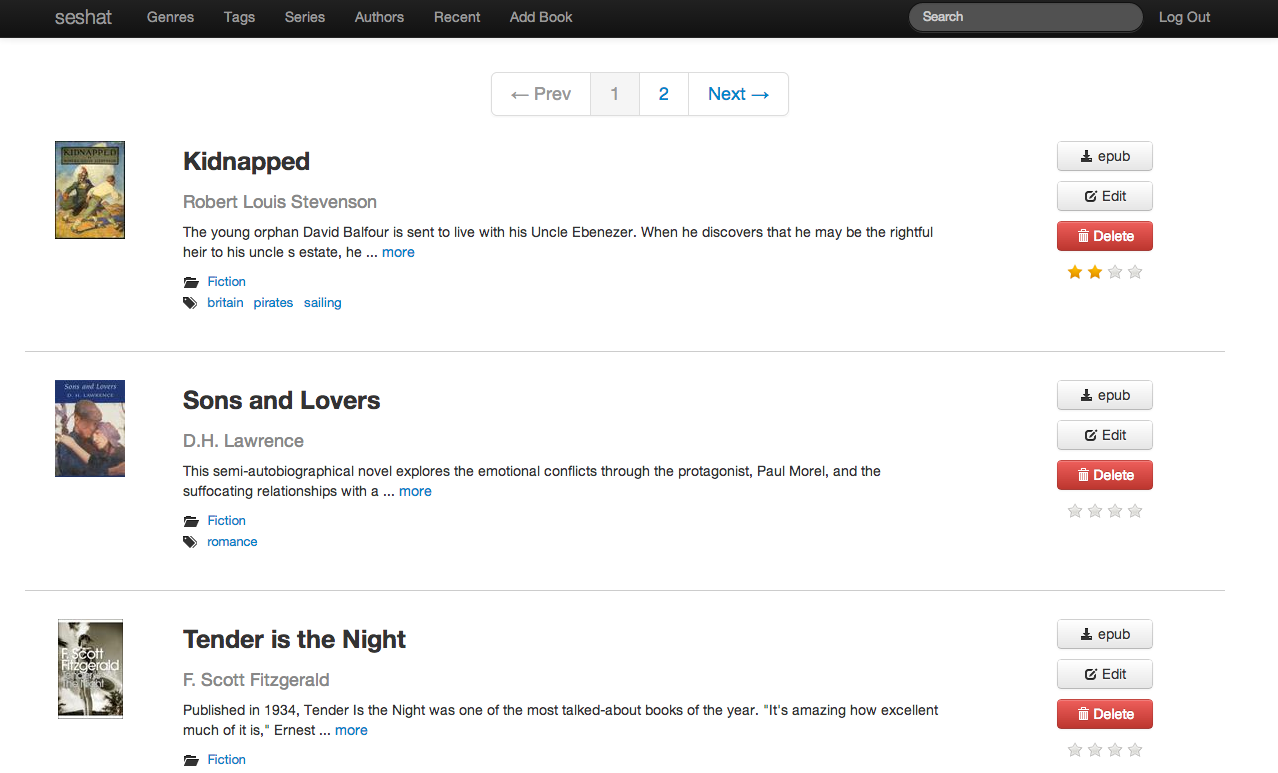 seshat Genres Tags Series Authors Recent Add Book Search Log Out
← Prev 1 2 Next →
KIDNAPPED
Kidnapped
Robert Louis Stevenson
The young orphan David Balfour is sent to live with his Uncle Ebenezer. When he discovers that he may be the rightful
heir to his uncle s estate, he ... more
Fiction
britain pirates sailing
epub
Edit
Delete
Sons and Lovers
D. H. LAWRENCE
Sons and Lovers
D.H. Lawrence
This semi-autobiographical novel explores the emotional conflicts through the protagonist, Paul Morel, and the
suffocating relationships with a ... more
Fiction
romance
epub
Edit
Delete
F. Scott
Fitzgerald
Tender is
the Night
Tender is the Night
F. Scott Fitzgerald
Published in 1934, Tender Is the Night was one of the most talked-about books of the year. "It's amazing how excellent
much of it is," Ernest ... more
Fiction
epub
Edit
Delete